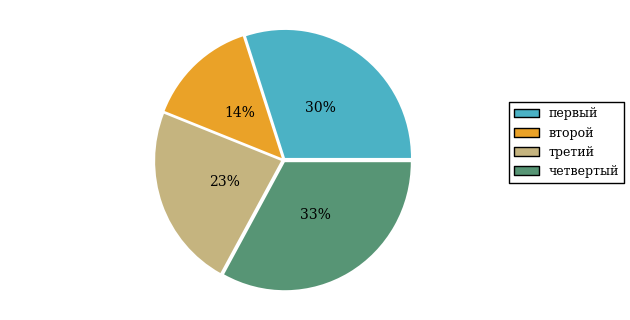 30%
14%
23%
33%
первый
второй
третий
четвертый